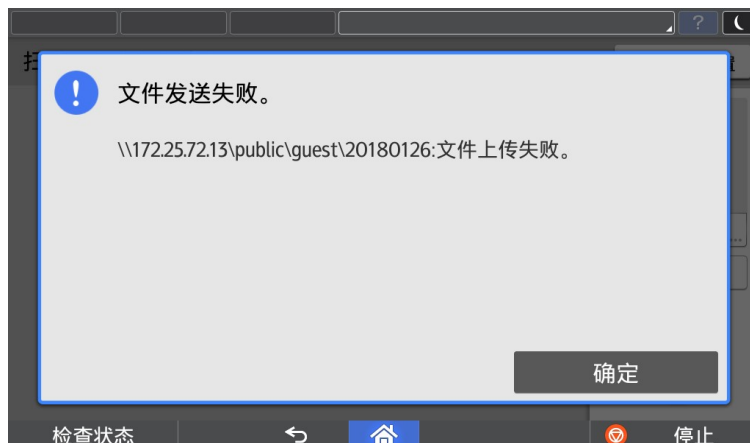 ?
扫
文件发送失败。
\\172.25.72.13\public\guest\20180126:文件上传失败。
...
确定
检查状态
停止